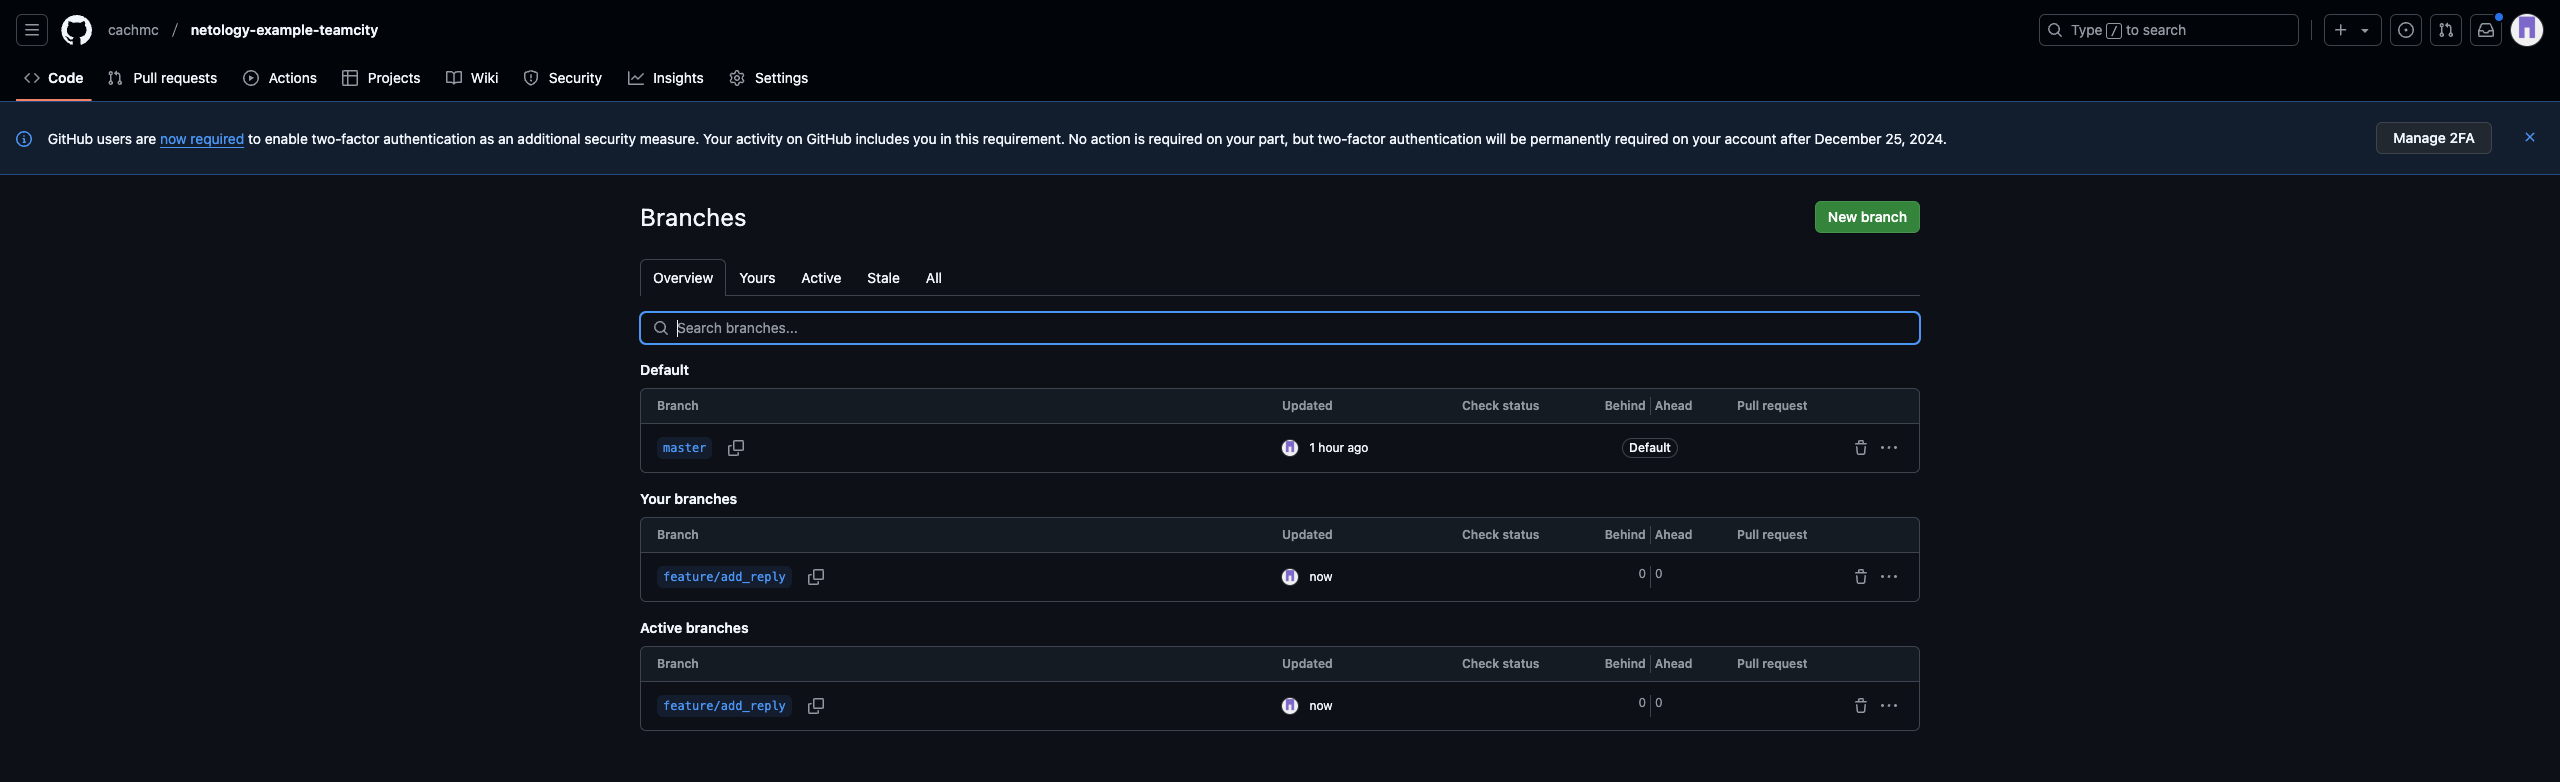 cachmc / netology-example-teamcity
Type / to search
Code Pull requests Actions Projects Wiki Security Insights Settings
GitHub users are now required to enable two-factor authentication as an additional security measure. Your activity on GitHub includes you in this requirement. No action is required on your part, but two-factor authentication will be permanently required on your account after December 25, 2024.
Manage 2FA
Branches
New branch
Overview Yours Active Stale All
Search branches...
Default
Branch Updated Check status Behind Ahead Pull request
master 1 hour ago Default
Your branches
Branch Updated Check status Behind Ahead Pull request
feature/add_reply now 0 0
Active branches
Branch Updated Check status Behind Ahead Pull request
feature/add_reply now 0 0